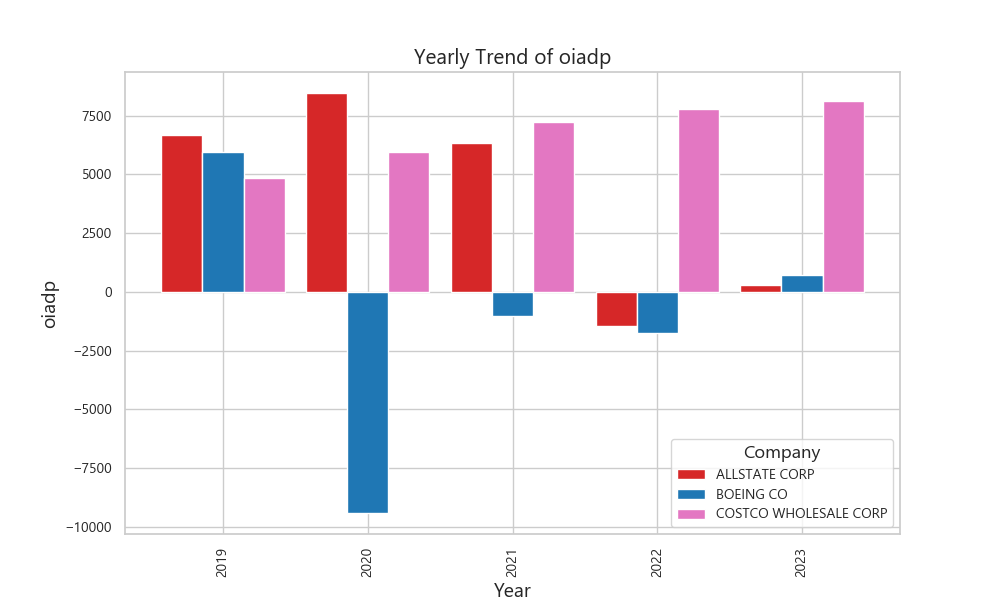 Yearly Trend of oiadp
oiadp
7500
5000
2500
0
−2500
−5000
−7500
−10000
2019
2020
2021
2022
2023
Year
Company
ALLSTATE CORP
BOEING CO
COSTCO WHOLESALE CORP